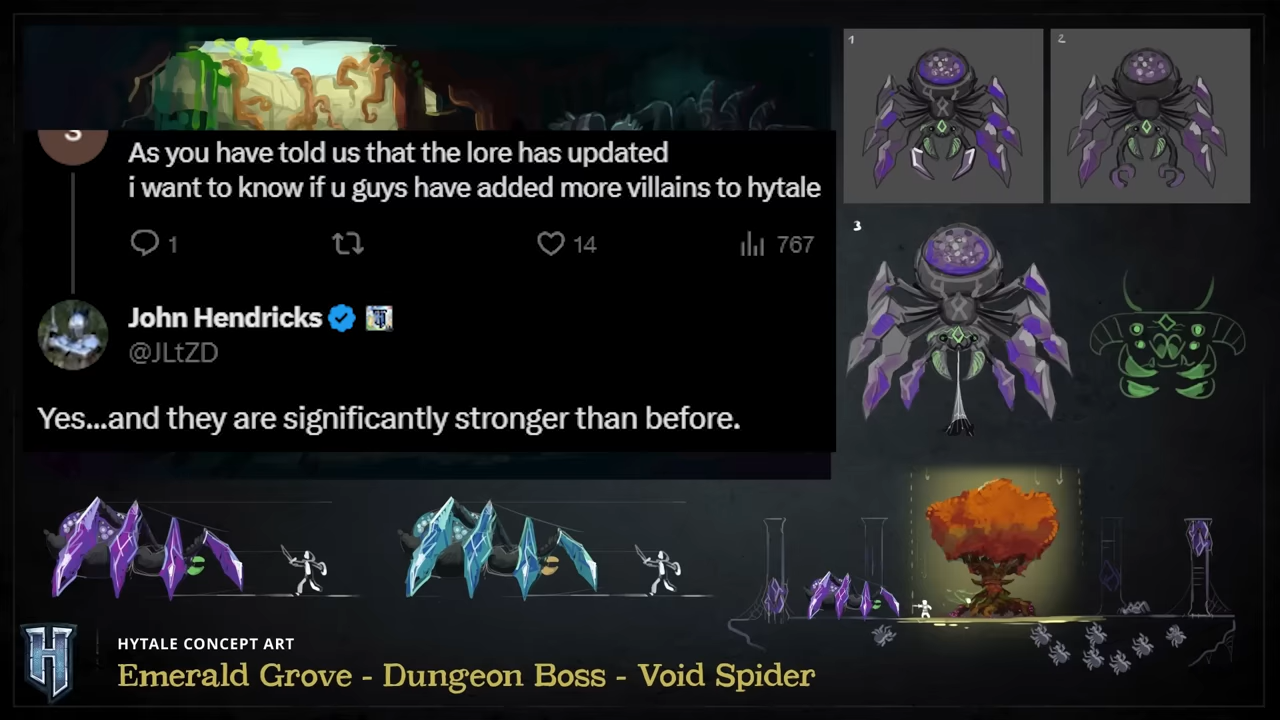 S
As you have told us that the lore has updated
i want to know if u guys have added more villains to hytale
1
14
767
John Hendricks
@JLtZD
Yes...and they are significantly stronger than before.
1
2
3
H
HYTALE CONCEPT ART
Emerald Grove - Dungeon Boss - Void Spider